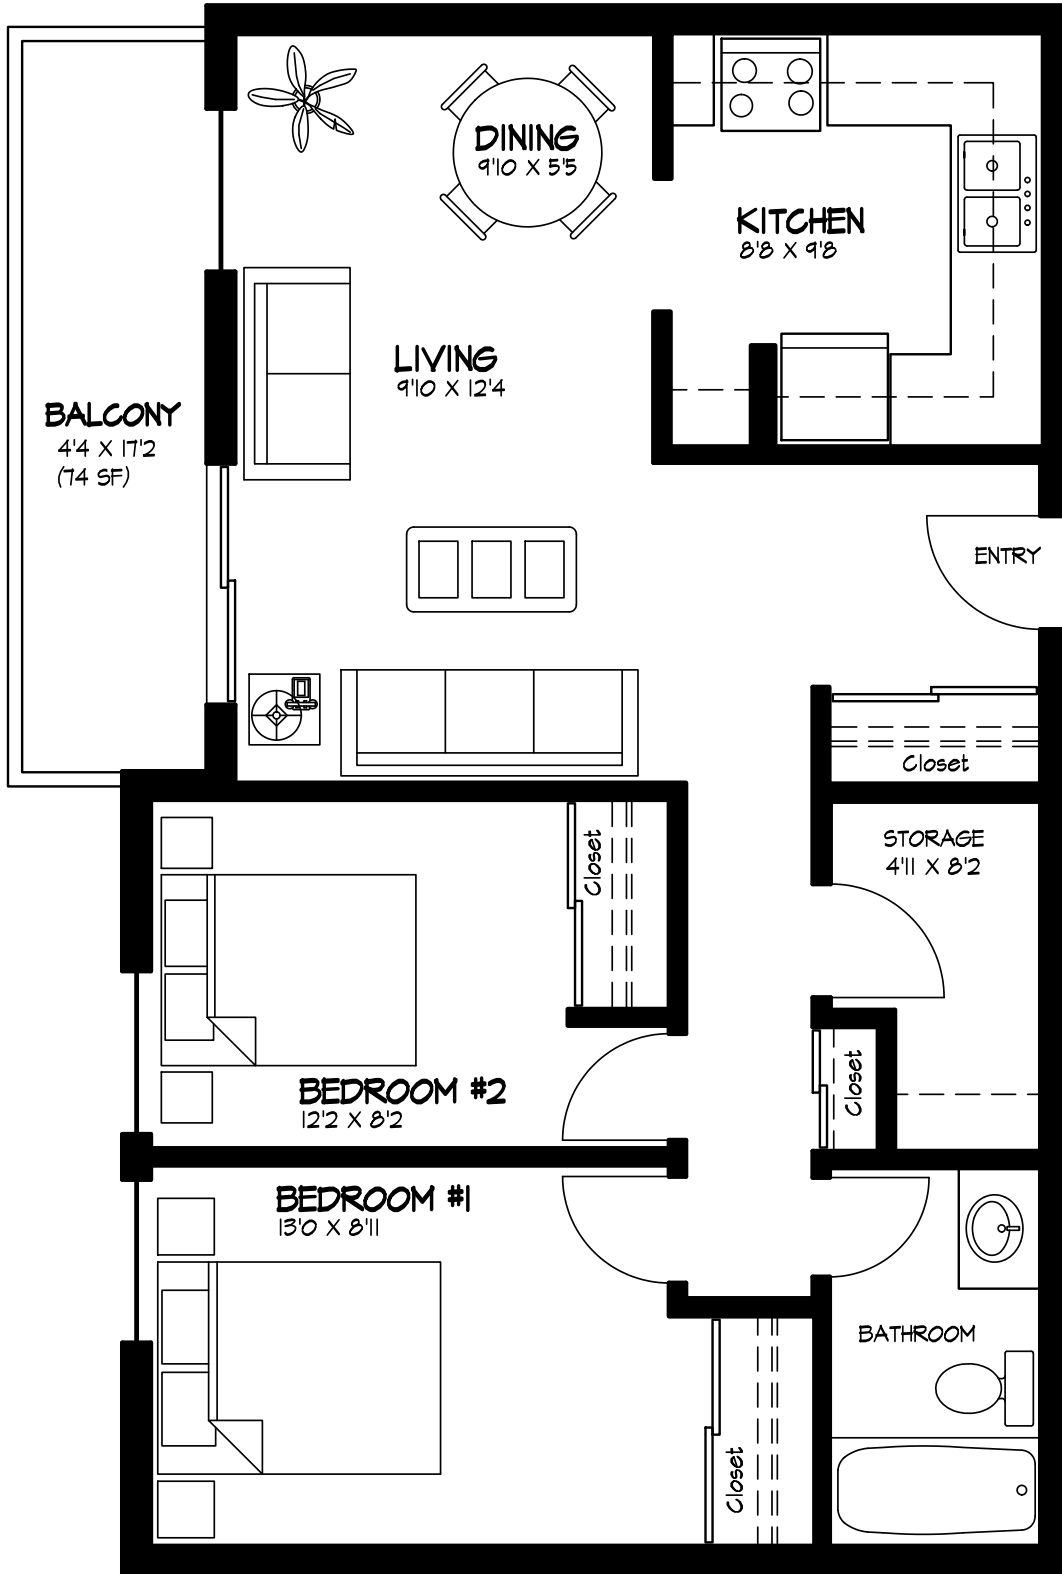 DINING
9'10 X 5'5
KITCHEN
8'8 X 9'8
LIVING
9'10 X 12'4
BALCONY
4'4 X 17'2
(74 SF)
ENTRY
Closet
STORAGE
4'11 X 8'2
Closet
Closet
BEDROOM #2
12'2 X 8'2
BEDROOM #1
13'0 X 8'11
BATHROOM
Closet